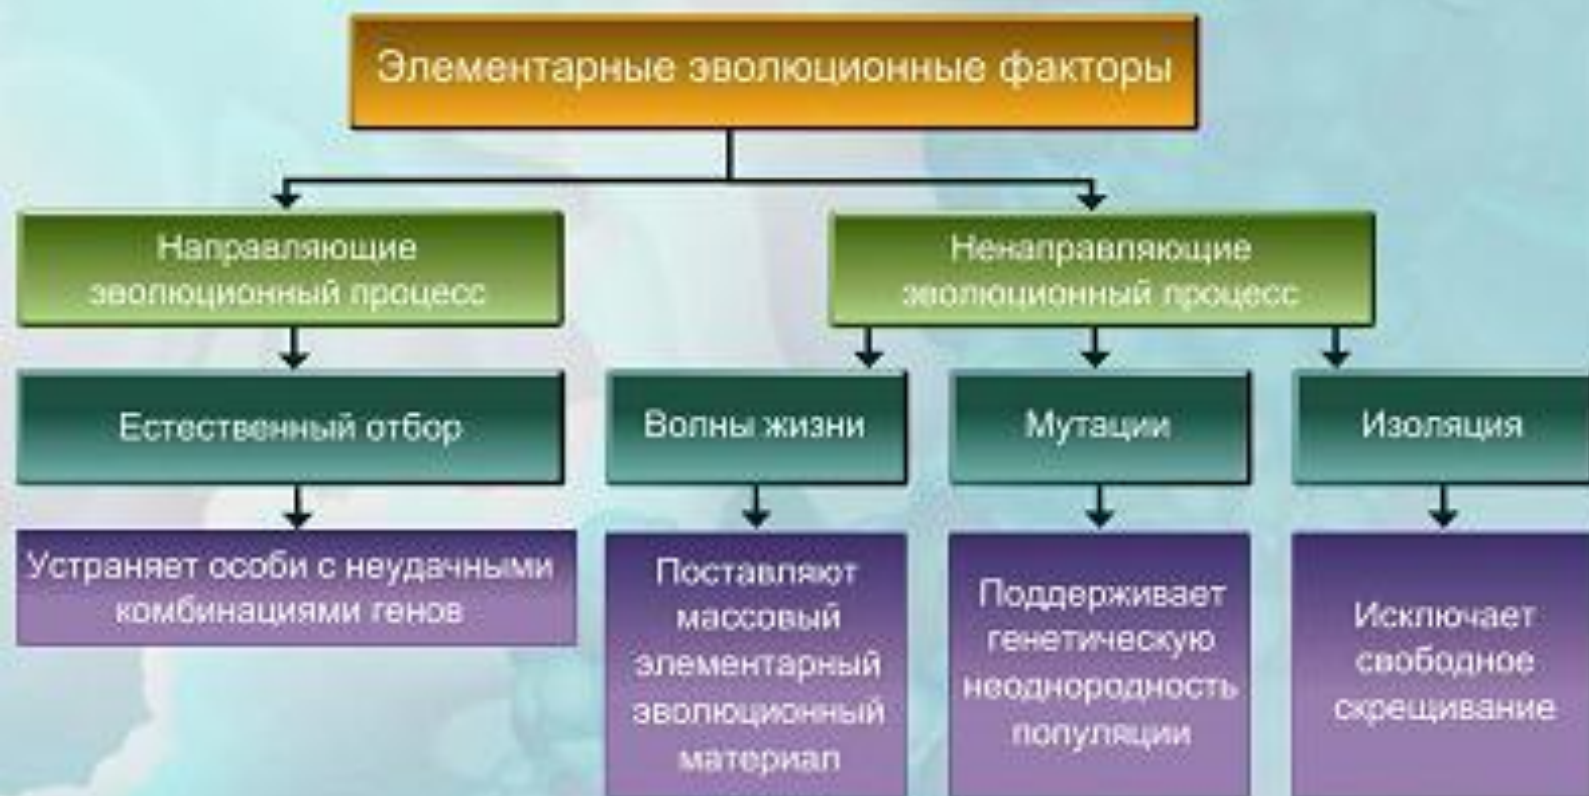 Элементарные эволюционные факторы
Направляющие
эволюционный процесс
Ненаправляющие
эволюционный процесс
Естественный отбор
Волны жизни
Мутации
Изоляция
Устраняет особи с неудачными
комбинациями генов
Поставляют
массовый
элементарный
эволюционный
материал
Поддерживает
генетическую
неоднородность
популяции
Исключает
свободное
скрещивание